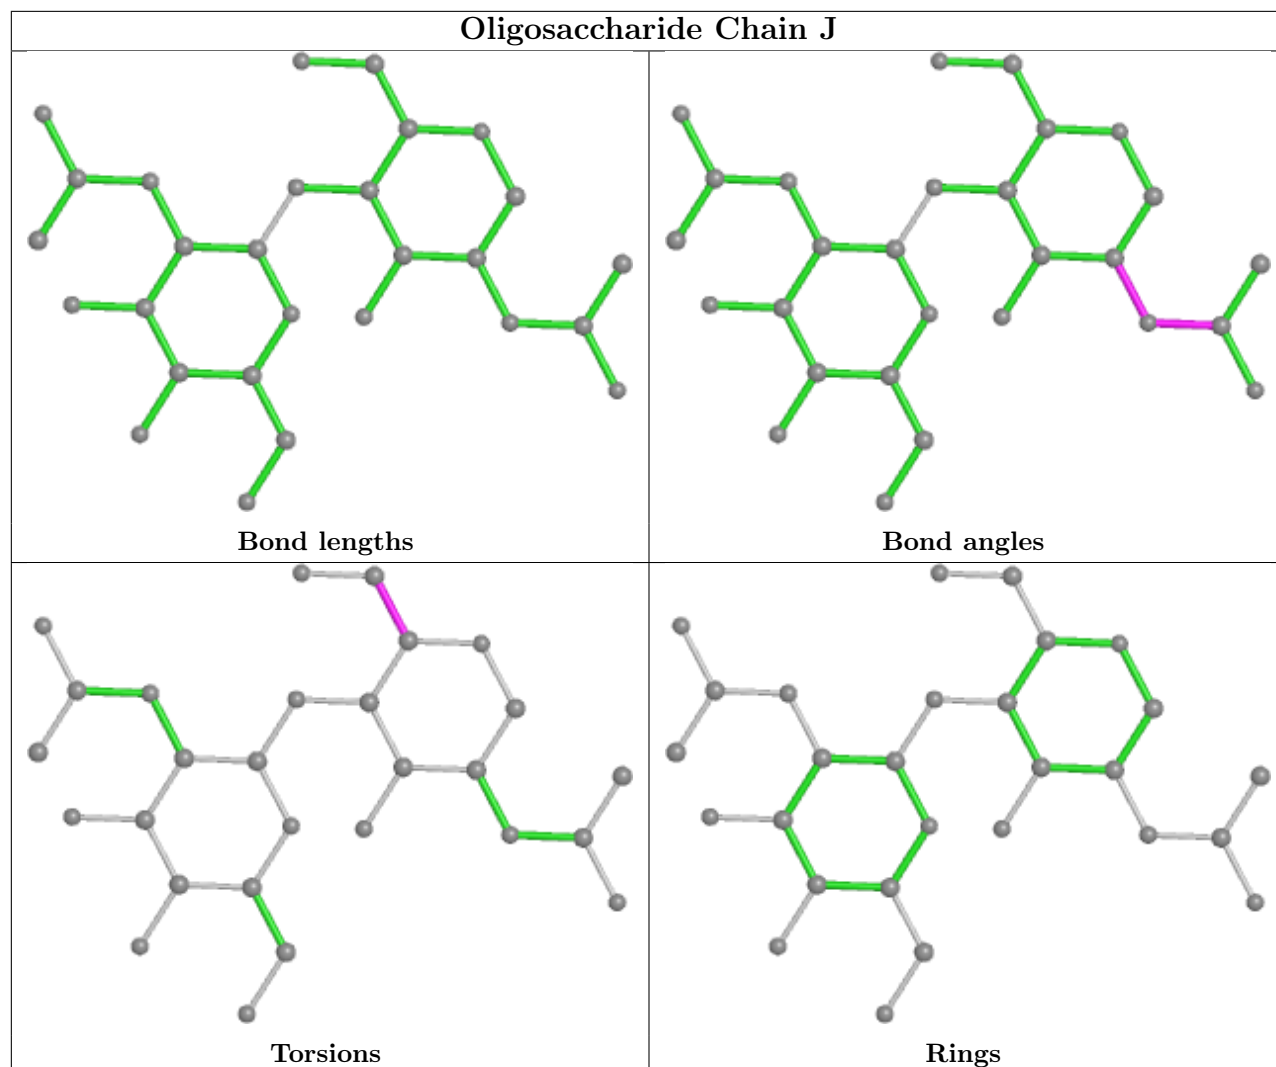 Oligosaccharide Chain J
Bond lengths
Bond angles
Torsions
Rings